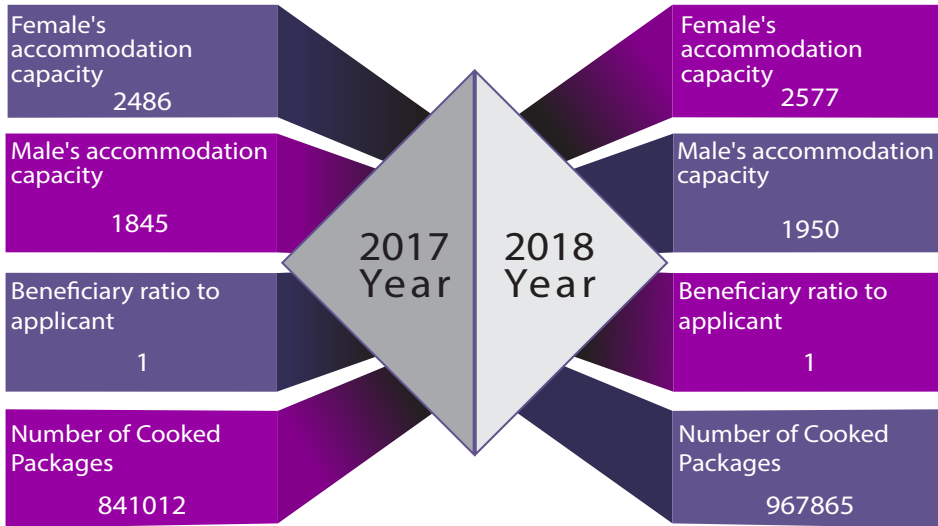 Female's
accommodation
capacity
2486
Male's accommodation
capacity
1845
Beneficiary ratio to
applicant
1
Number of Cooked
Packages
841012
2017
Year
2018
Year
Female's
accommodation
capacity
2577
Male's accommodation
capacity
1950
Beneficiary ratio to
applicant
1
Number of Cooked
Packages
967865